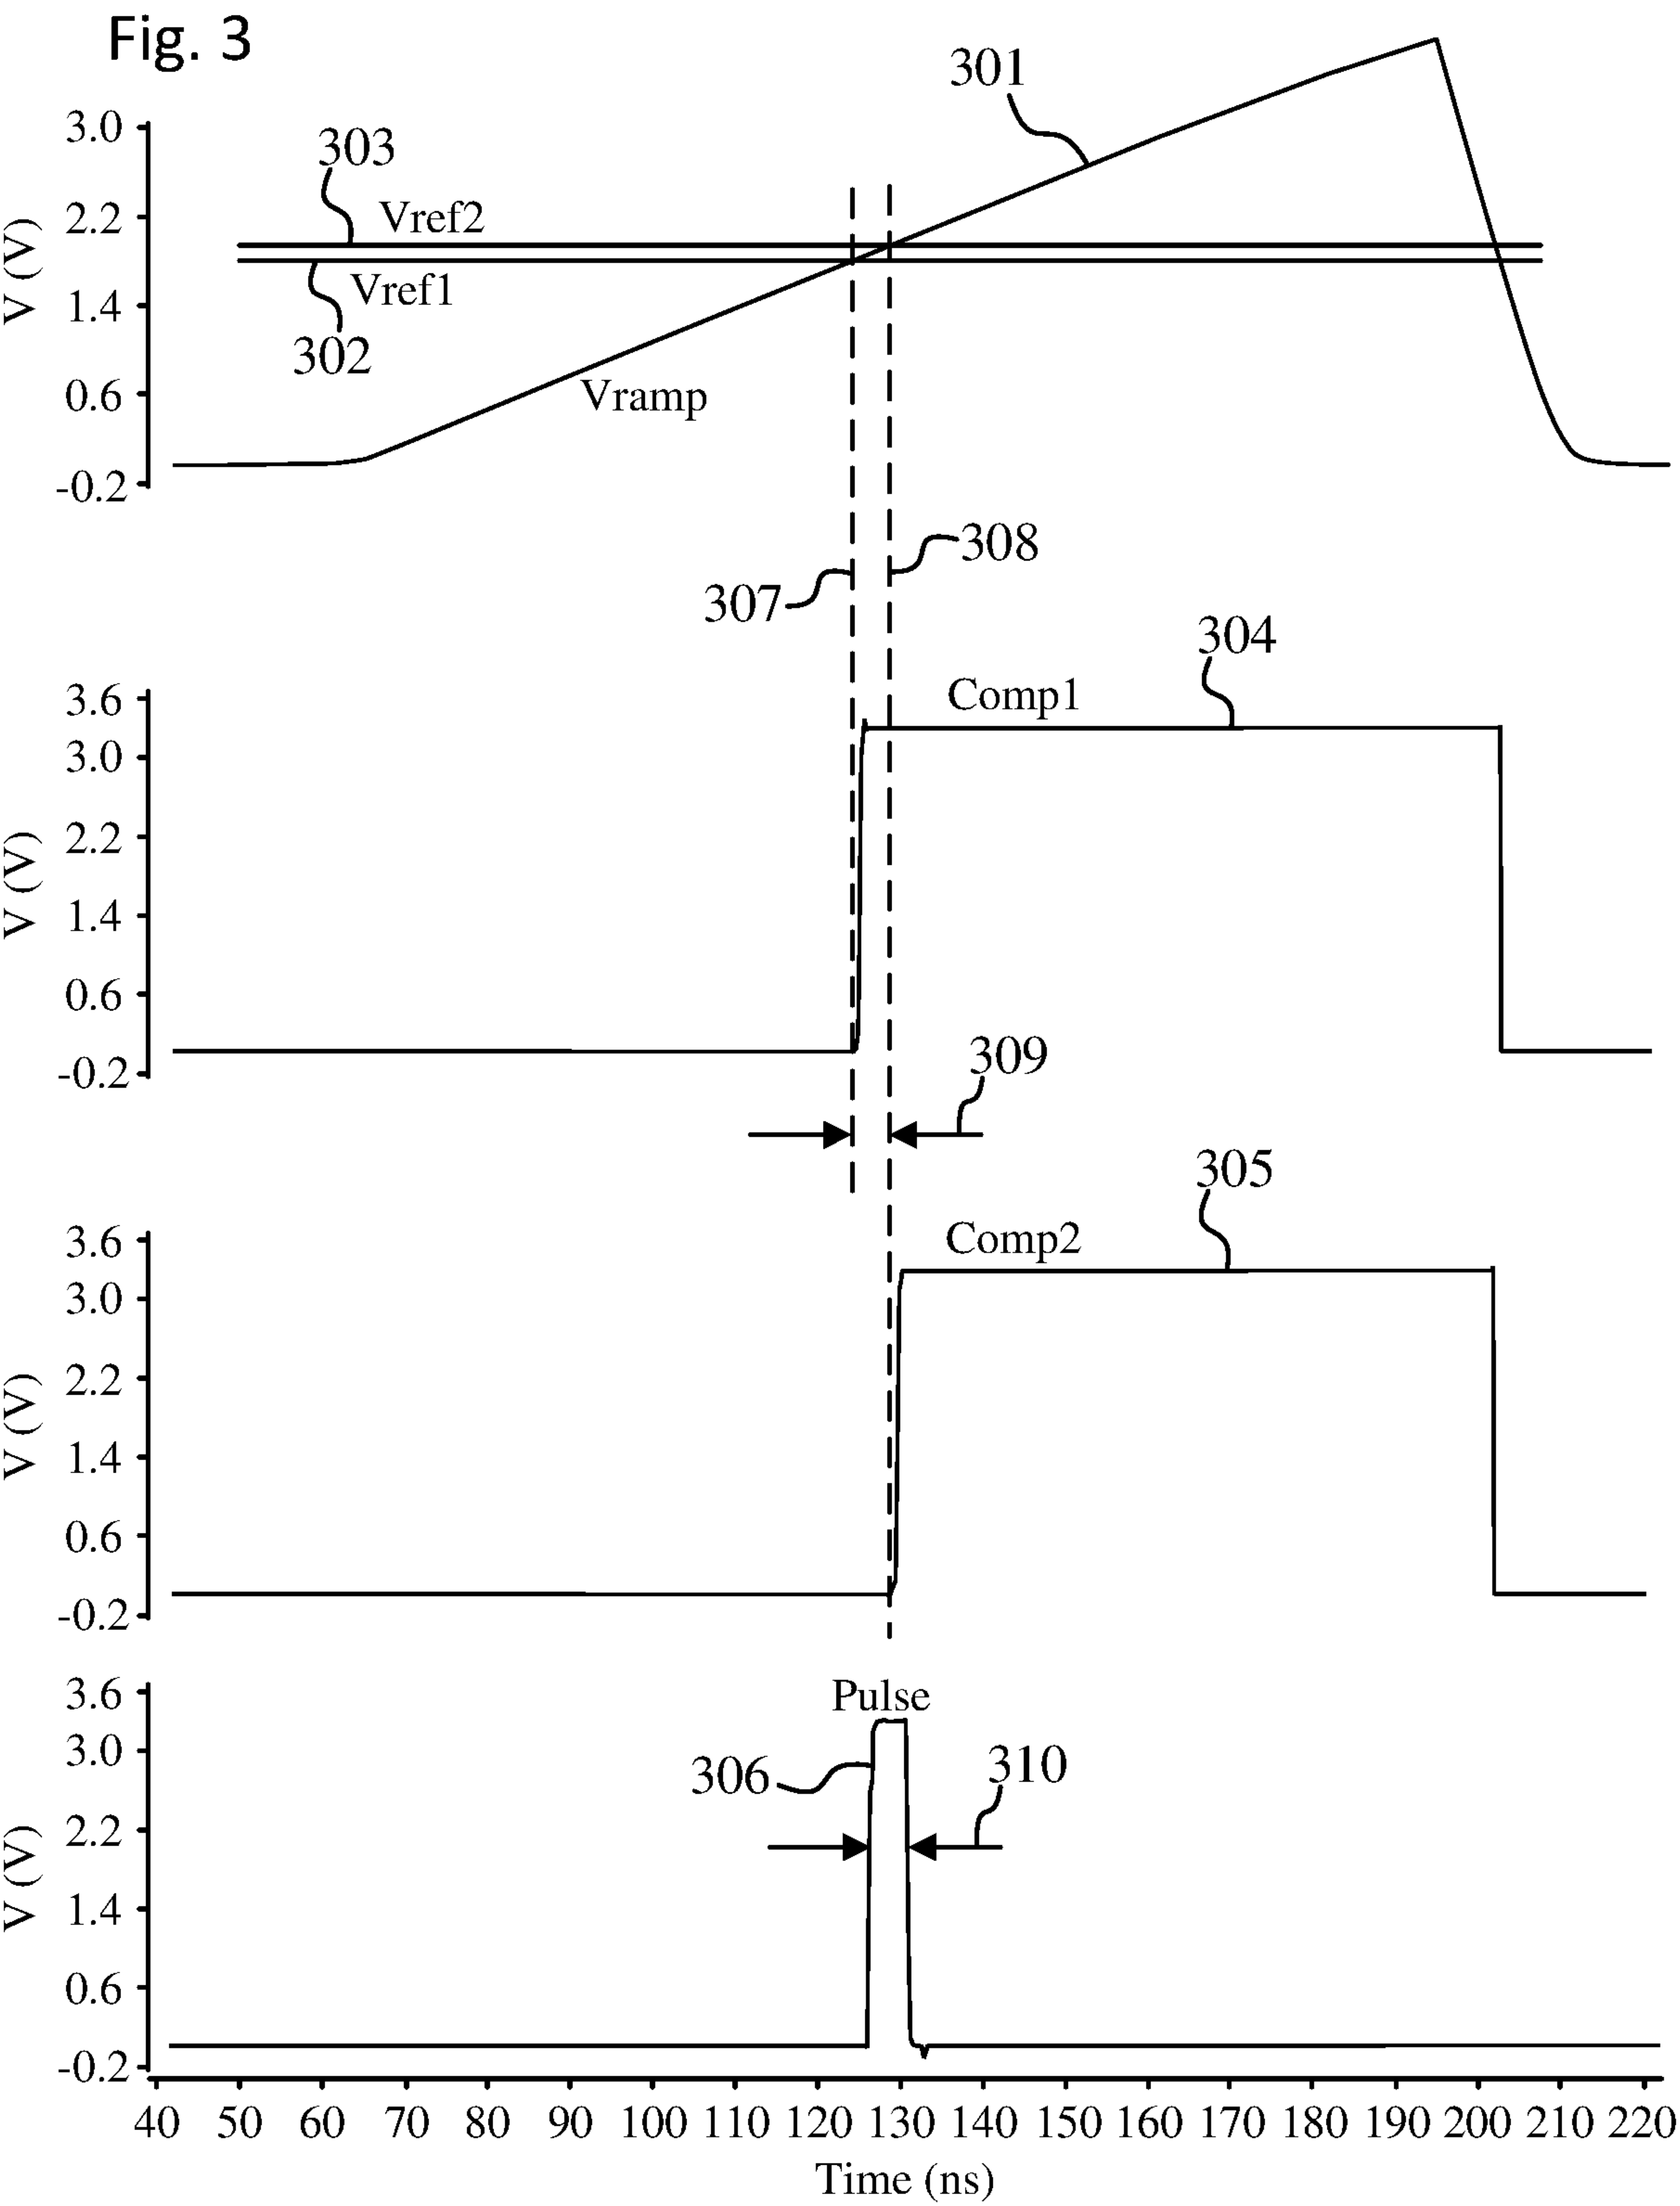 Fig. 3
301
3.0
303
2.2
Vref2
V (V)
Vref1
1.4
302
0.6
Vramp
-0.2
308
307
304
3.6
Comp1
3.0
2.2
V (V)
1.4
0.6
-0.2
309
305
3.6
Comp2
3.0
2.2
V (V)
1.4
0.6
-0.2
3.6
Pulse
3.0
306
310
2.2
V (V)
1.4
0.6
-0.2
40 50 60 70 80 90 100 110 120 130 140 150 160 170 180 190 200 210 220
Time (ns)